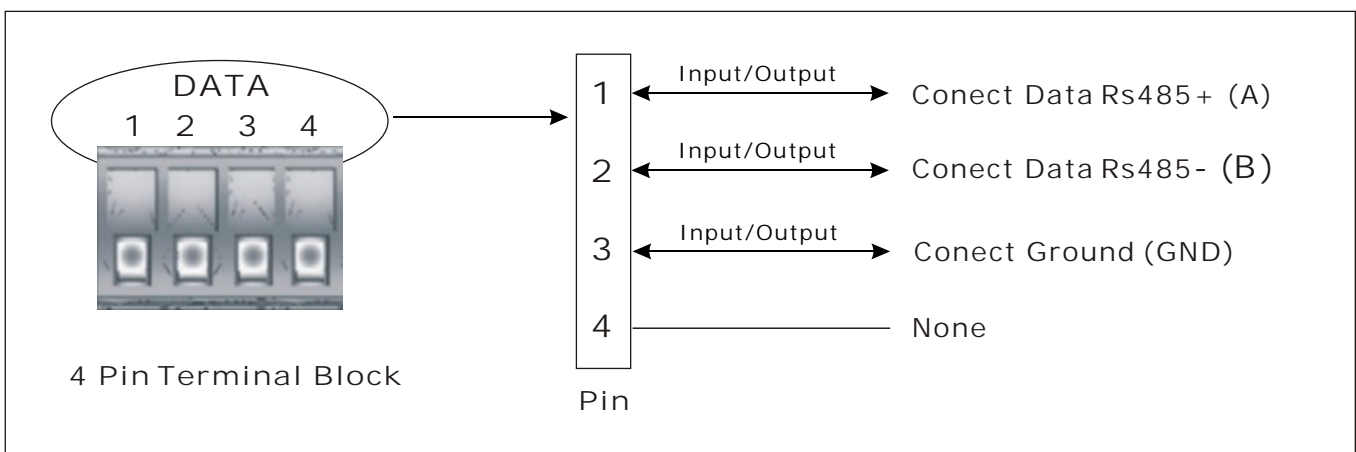 DATA
1 2 3 4
4 Pin Terminal Block
1 Input/Output Conect Data Rs485+ (A)
2 Input/Output Conect Data Rs485- (B)
3 Input/Output Conect Ground (GND)
4 None
Pin